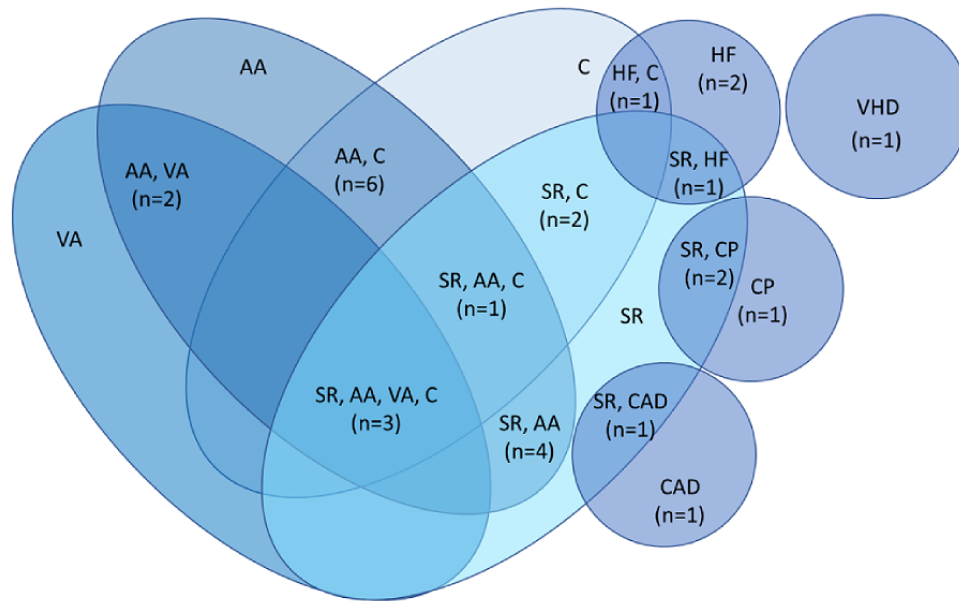 AA
C
HF, C
(n=1)
HF
(n=2)
VHD
(n=1)
AA, VA
(n=2)
AA, C
(n=6)
SR, C
(n=2)
SR, HF
(n=1)
VA
SR, AA, C
(n=1)
SR
SR, CP
(n=2)
CP
(n=1)
SR, AA, VA, C
(n=3)
SR, AA
(n=4)
SR, CAD
(n=1)
CAD
(n=1)